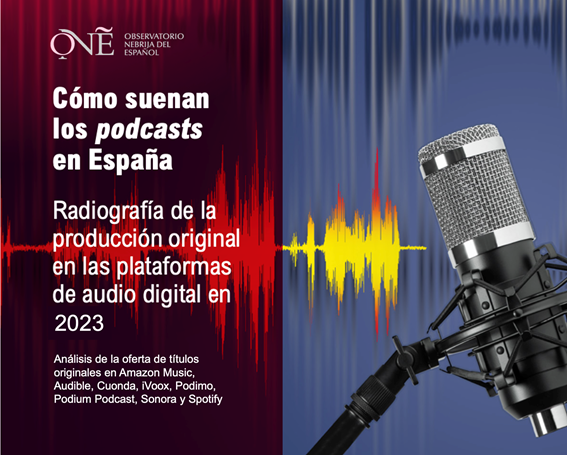 ONE
OBSERVATORIO
NEBRIJA DEL
ESPAÑOL
Cómo suenan
los podcasts
en España
Radiografía de la
producción original
en las plataformas
de audio digital en
2023
Análisis de la oferta de títulos
originales en Amazon Music,
Audible, Cuonda, iVoox, Podimo,
Podium Podcast, Sonora y Spotify